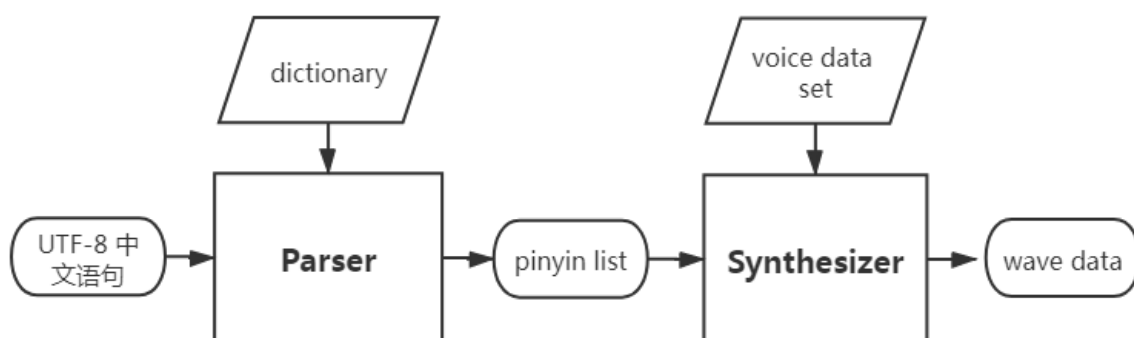 dictionary
voice data
set
UTF-8 中
文语句
Parser
pinyin list
Synthesizer
wave data